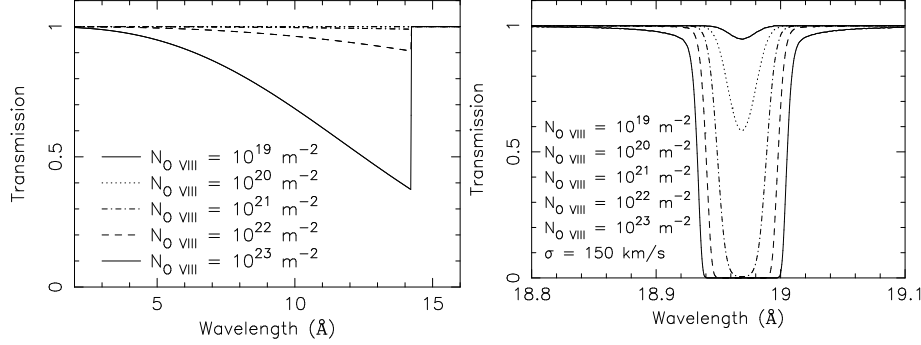 1
0.5
0
Transmission
N_O VIII = 10^19 m^-2
N_O VIII = 10^20 m^-2
N_O VIII = 10^21 m^-2
N_O VIII = 10^22 m^-2
N_O VIII = 10^23 m^-2
5 10 15
Wavelength (Å)
1
0.5
0
Transmission
N_O VIII = 10^19 m^-2
N_O VIII = 10^20 m^-2
N_O VIII = 10^21 m^-2
N_O VIII = 10^22 m^-2
N_O VIII = 10^23 m^-2
σ = 150 km/s
18.8 18.9 19 19.1
Wavelength (Å)